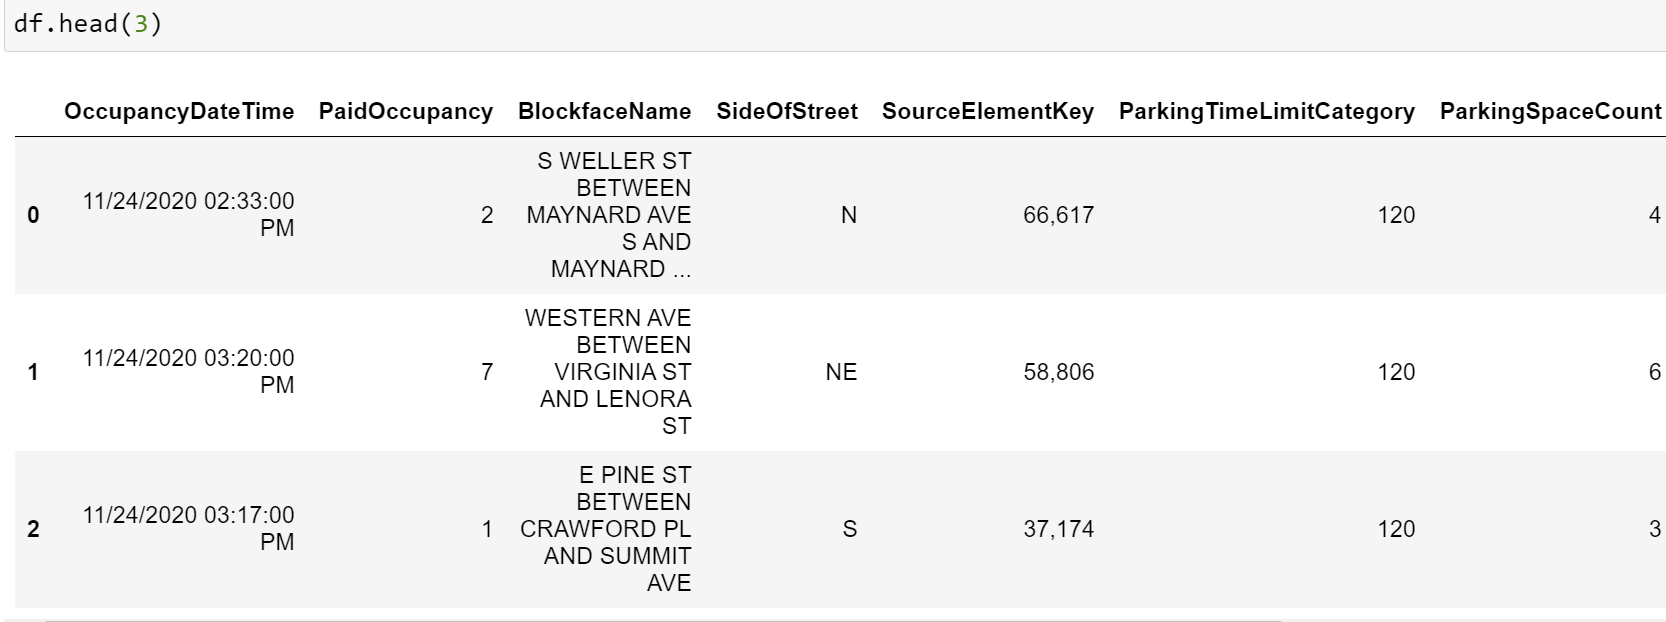 df.head(3)
OccupancyDateTime PaidOccupancy BlockfaceName SideOfStreet SourceElementKey ParkingTimeLimitCategory ParkingSpaceCount
0 11/24/2020 02:33:00 PM 2 S WELLER ST BETWEEN MAYNARD AVE S AND MAYNARD ... N 66,617 120 4
1 11/24/2020 03:20:00 PM 7 WESTERN AVE BETWEEN VIRGINIA ST AND LENORA ST NE 58,806 120 6
2 11/24/2020 03:17:00 PM 1 E PINE ST BETWEEN CRAWFORD PL AND SUMMIT AVE S 37,174 120 3